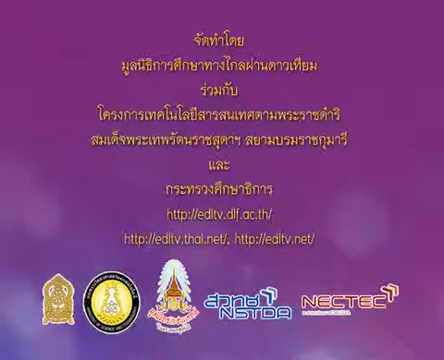 จัดทำโดย
มูลนิธิการศึกษาทางไกลผ่านดาวเทียม
ร่วมกับ
โครงการเทคโนโลยีสารสนเทศตามพระราชดำริ
สมเด็จพระเทพรัตนราชสุดาฯ สยามบรมราชกุมารี
และ
กระทรวงศึกษาธิการ
http://edltv.dlf.ac.th/
http://edltv.thai.net/, http://edltv.net/
สวทช NECTEC
NSTDA